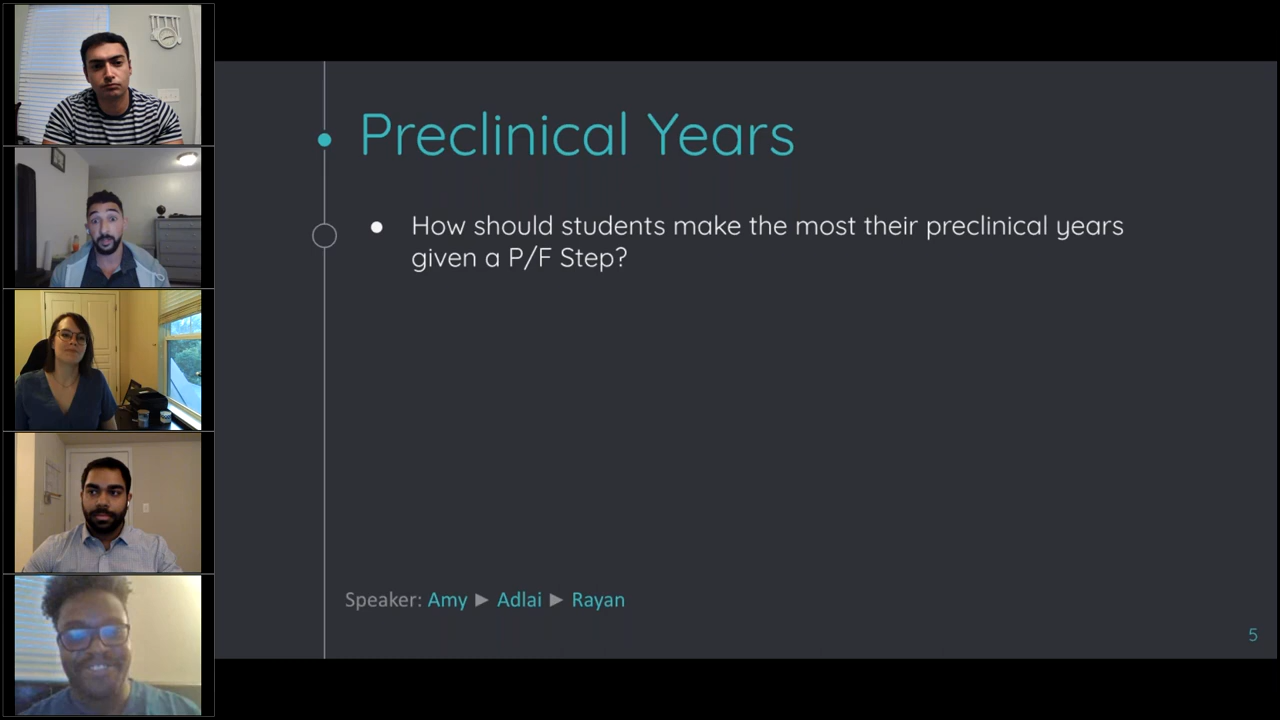 Preclinical Years
● How should students make the most their preclinical years
given a P/F Step?
Speaker: Amy ► Adlai ► Rayan
5